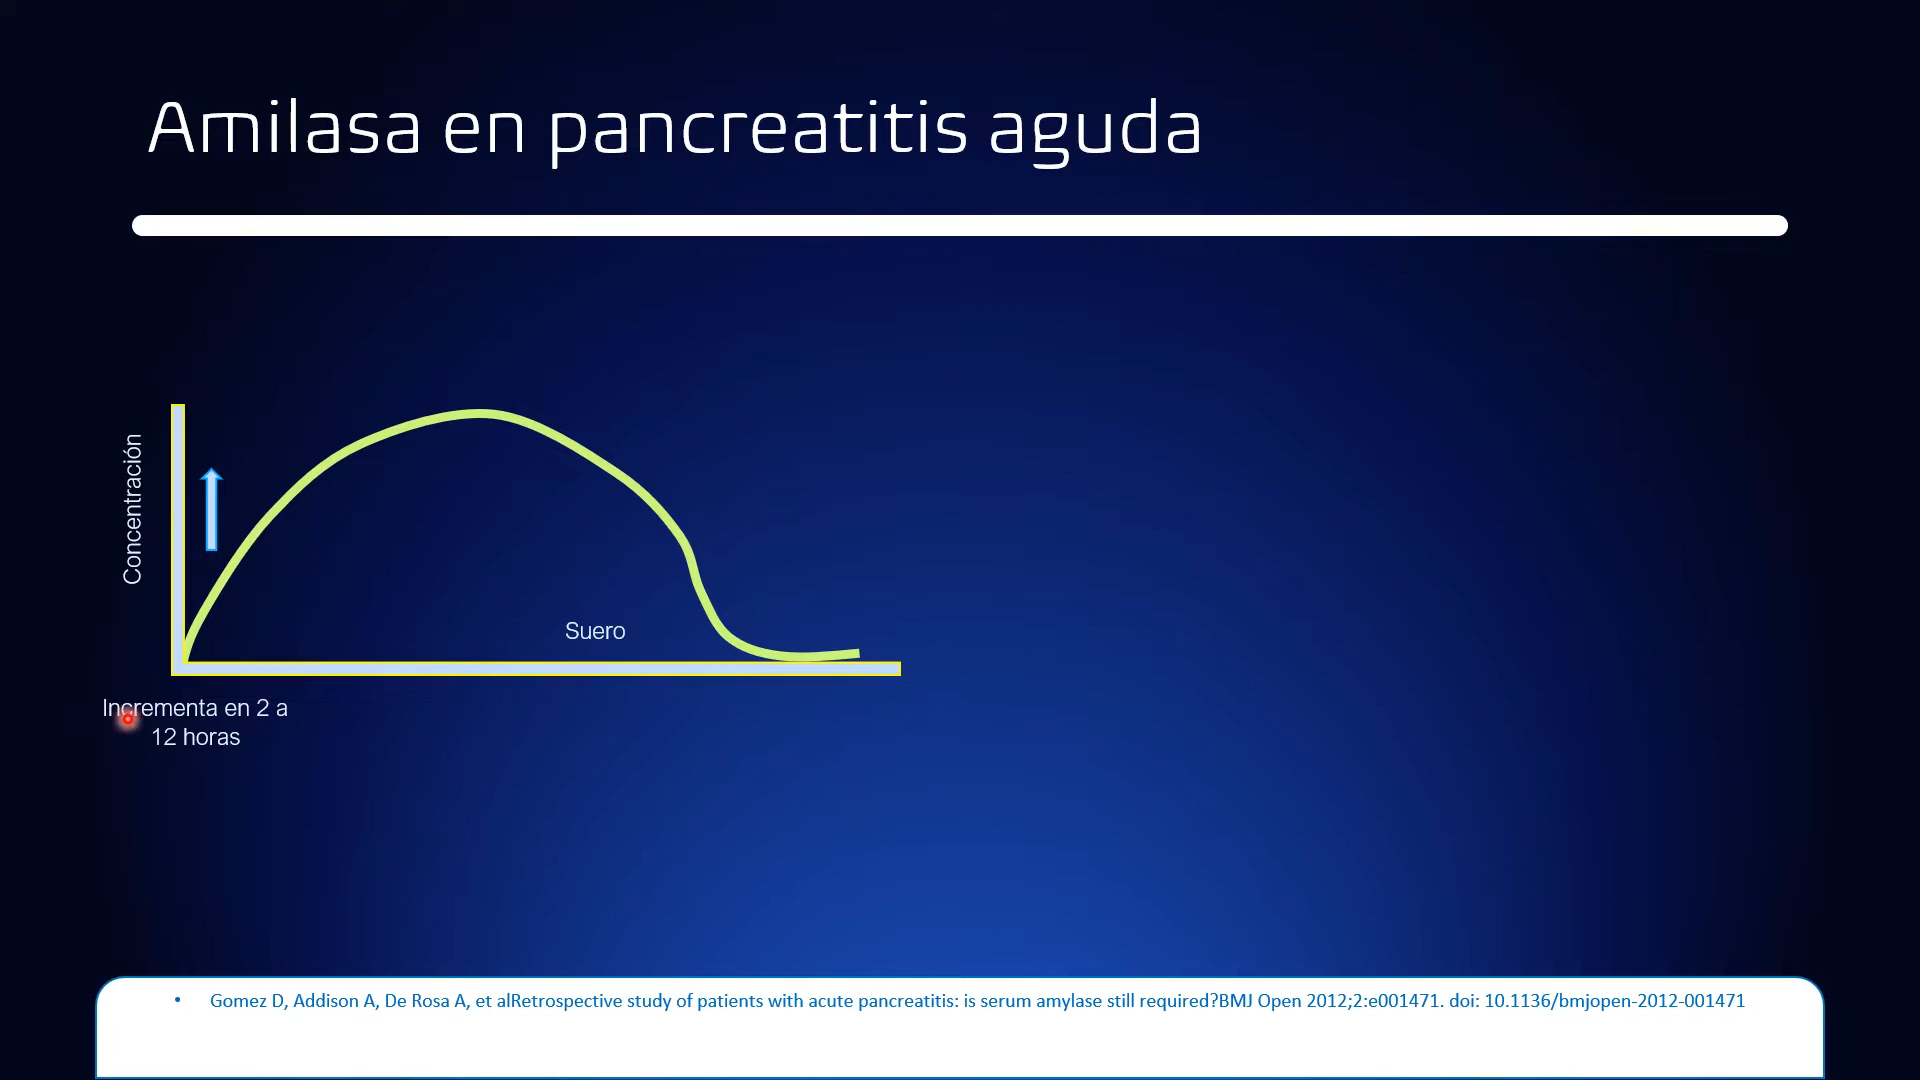 Amilasa en pancreatitis aguda
Concentración
Suero
Incrementa en 2 a
12 horas
• Gomez D, Addison A, De Rosa A, et alRetrospective study of patients with acute pancreatitis: is serum amylase still required?BMJ Open 2012;2:e001471. doi: 10.1136/bmjopen-2012-001471